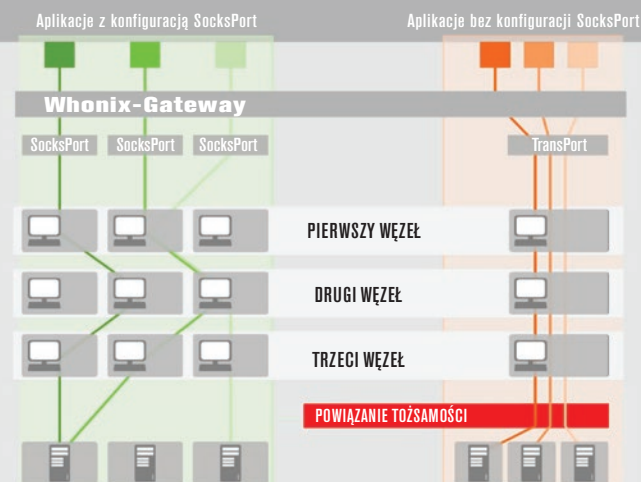 Aplikacje z konfiguracją SocksPort
Aplikacje bez konfiguracji SocksPort
Whonix-Gateway
SocksPort SocksPort SocksPort
TransPort
PIERWSZY WĘZEŁ
DRUGI WĘZEŁ
TRZECI WĘZEŁ
POWIĄZANIE TOŻSAMOŚCI